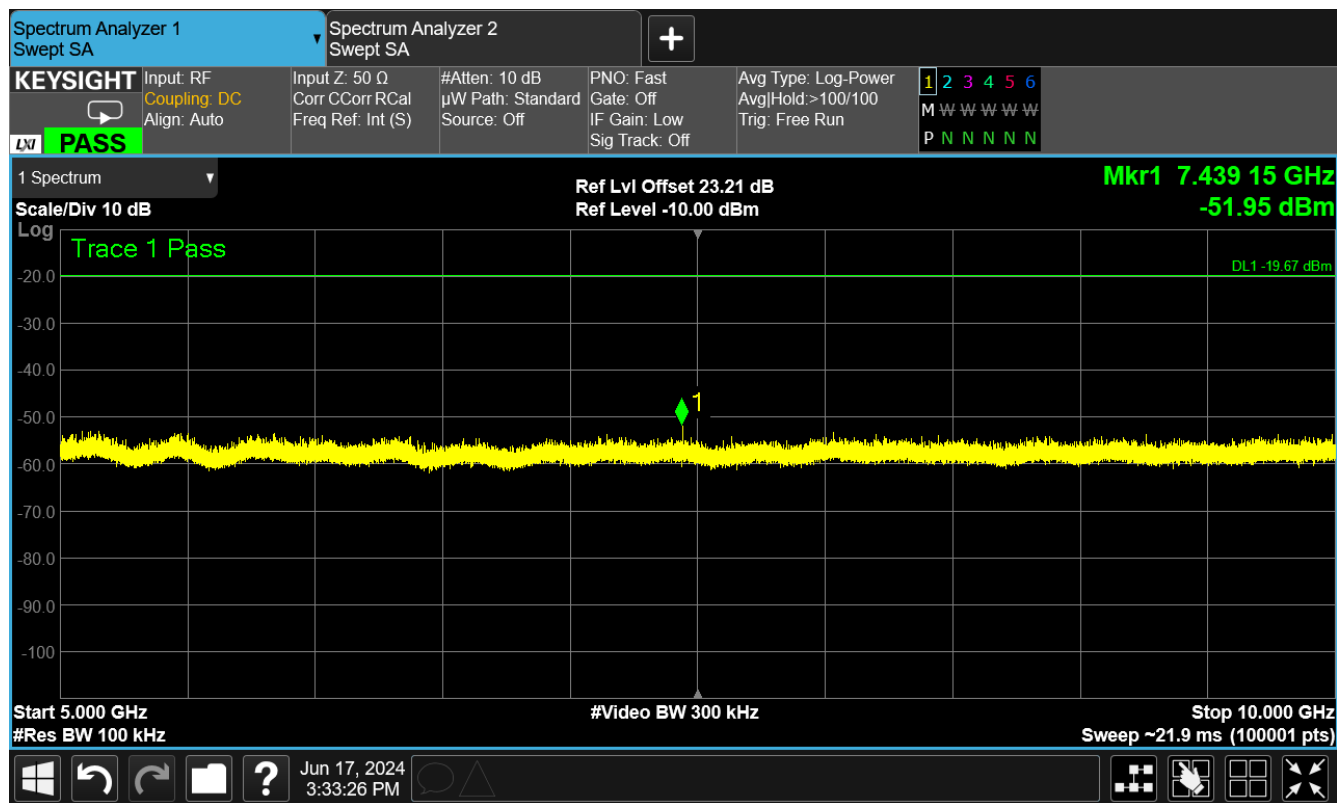 Spectrum Analyzer 1
Swept SA
Spectrum Analyzer 2
Swept SA
KEYSIGHT
LXI
PASS
Input: RF
Coupling: DC
Align: Auto
Input Z: 50 Ω
Corr CCorr RCal
Freq Ref: Int (S)
#Atten: 10 dB
µW Path: Standard
Source: Off
PNO: Fast
Gate: Off
IF Gain: Low
Sig Track: Off
Avg Type: Log-Power
Avg|Hold:>100/100
Trig: Free Run
1 2 3 4 5 6
M W W W W W
P N N N N N
1 Spectrum
Scale/Div 10 dB
Ref Lvl Offset 23.21 dB
Ref Level -10.00 dBm
Mkr1 7.439 15 GHz
-51.95 dBm
Log
Trace 1 Pass
DL1 -19.67 dBm
-20.0
-30.0
-40.0
1
-50.0
-60.0
-70.0
-80.0
-90.0
-100
Start 5.000 GHz
#Res BW 100 kHz
#Video BW 300 kHz
Stop 10.000 GHz
Sweep ~21.9 ms (100001 pts)
?
Jun 17, 2024
3:33:26 PM